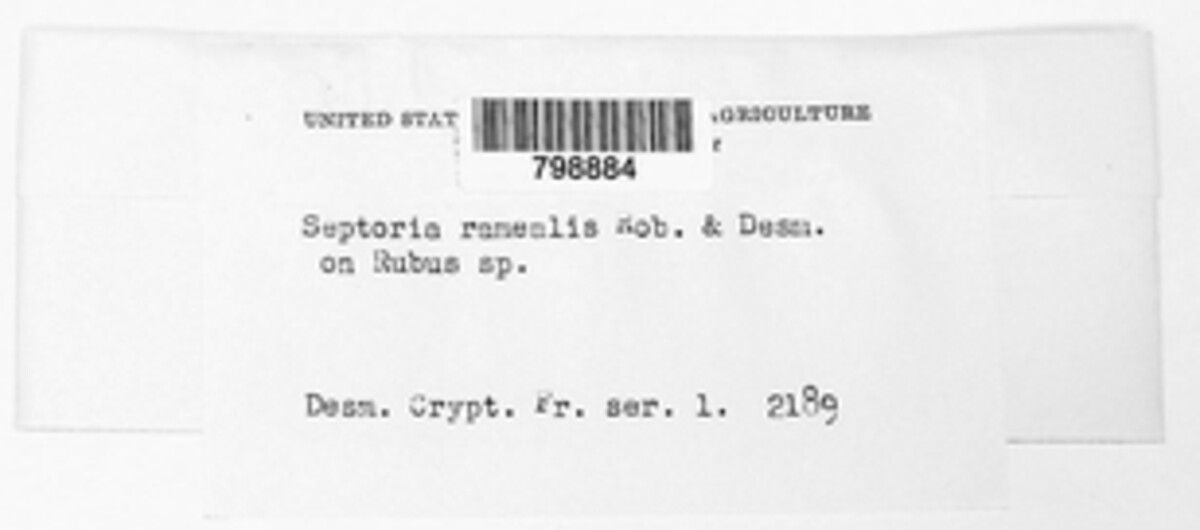 UNITED STAT AGRICULTURE
798884
Septoria ramealis Rob. & Desm.
on Rubus sp.
Desm. Crypt. Fr. ser. 1. 2189